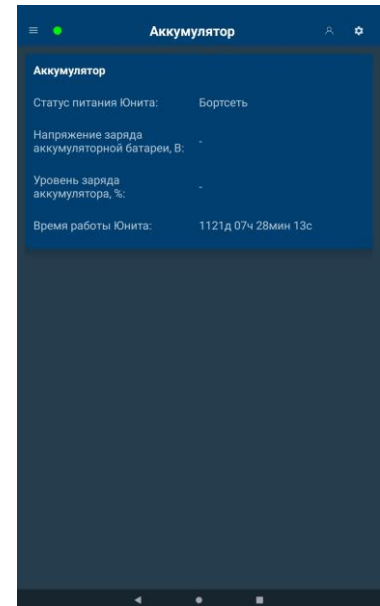 Аккумулятор
Аккумулятор
Статус питания Юнита: Бортсеть
Напряжение заряда
аккумуляторной батареи, В: -
Уровень заряда
аккумулятора, %: -
Время работы Юнита: 1121д 07ч 28мин 13с